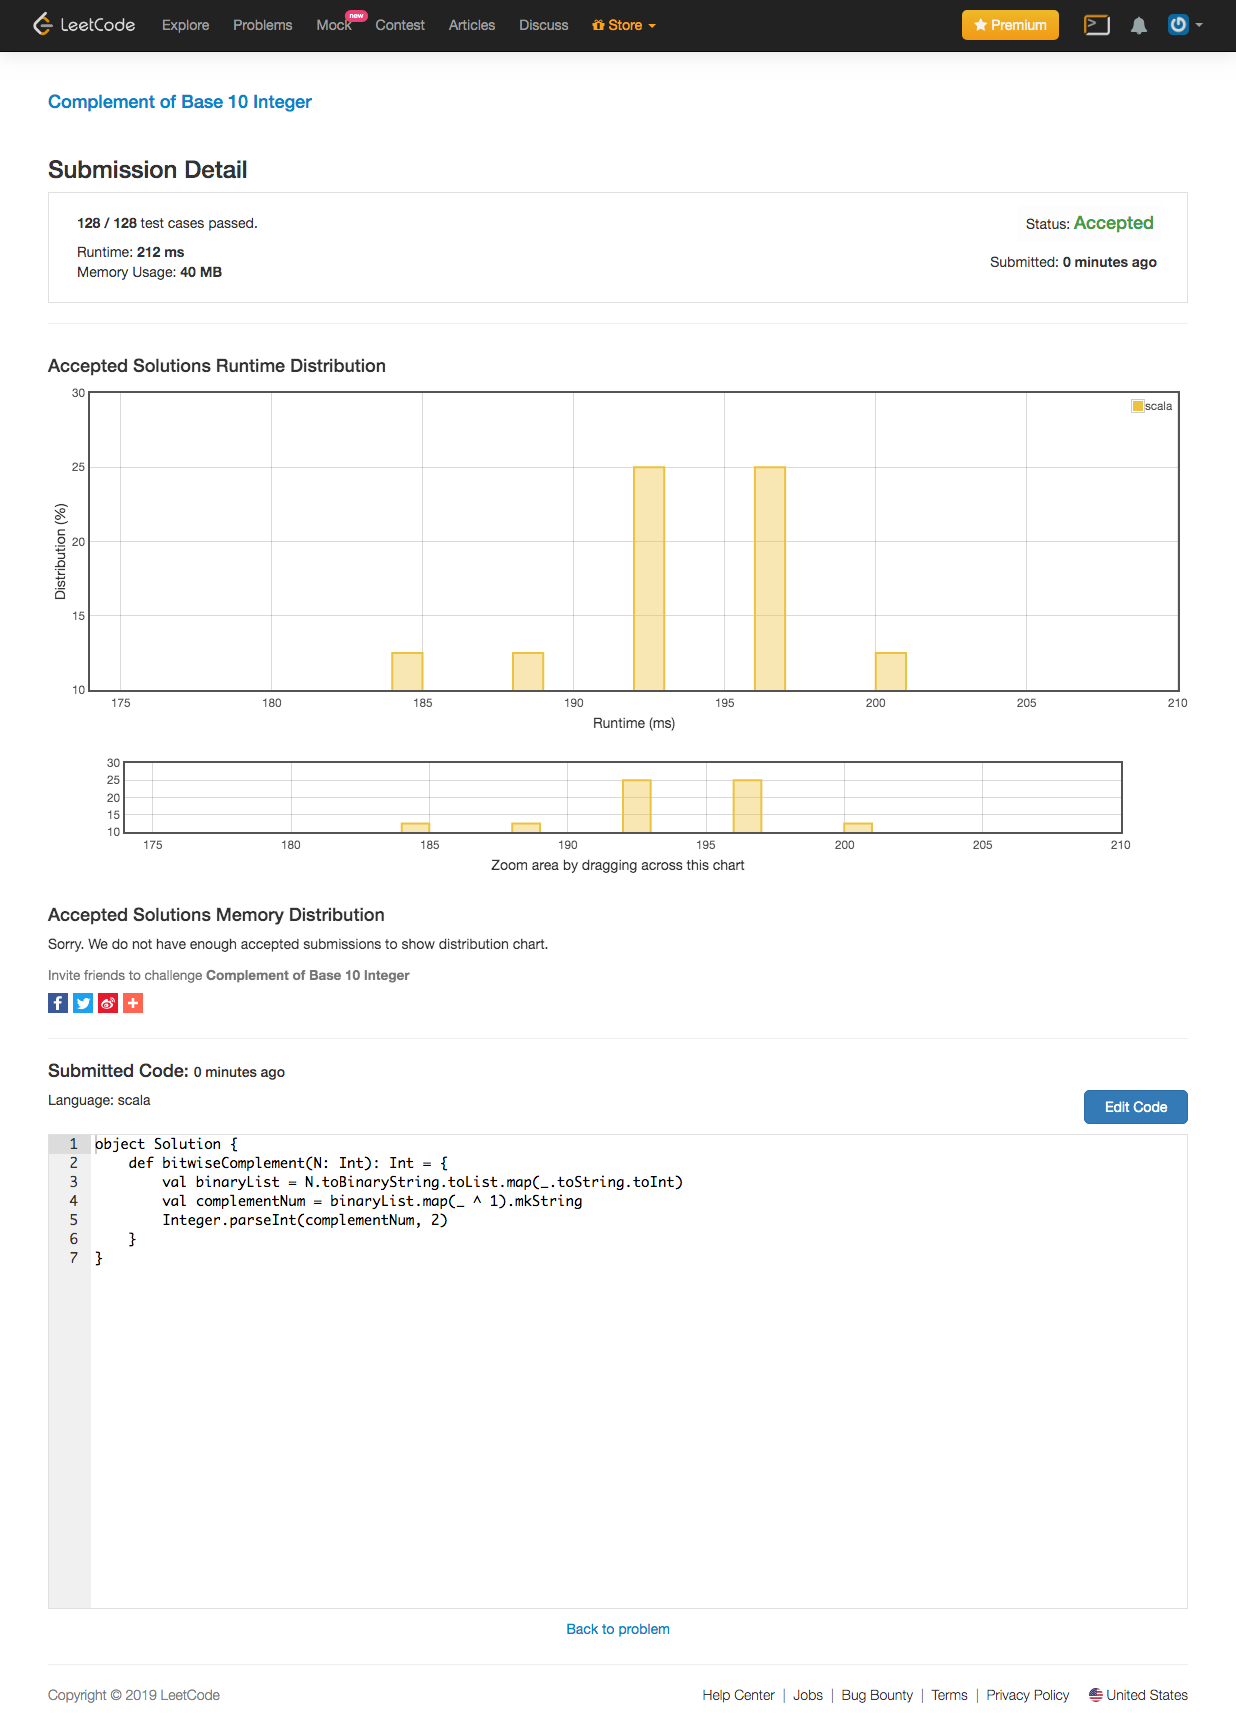 LeetCode Explore Problems Mock new Contest Articles Discuss Store Premium
Complement of Base 10 Integer
Submission Detail
128 / 128 test cases passed.
Status: Accepted
Runtime: 212 ms
Submitted: 0 minutes ago
Memory Usage: 40 MB
Accepted Solutions Runtime Distribution
30
25
20
15
10
Distribution (%)
scala
175 180 185 190 195 200 205 210
Runtime (ms)
30
25
20
15
10
175 180 185 190 195 200 205 210
Zoom area by dragging across this chart
Accepted Solutions Memory Distribution
Sorry. We do not have enough accepted submissions to show distribution chart.
Invite friends to challenge Complement of Base 10 Integer
Submitted Code: 0 minutes ago
Language: scala
Edit Code
1 object Solution {
2     def bitwiseComplement(N: Int): Int = {
3         val binaryList = N.toBinaryString.toList.map(_.toString.toInt)
4         val complementNum = binaryList.map(_ ^ 1).mkString
5         Integer.parseInt(complementNum, 2)
6     }
7 }
Back to problem
Copyright © 2019 LeetCode
Help Center | Jobs | Bug Bounty | Terms | Privacy Policy United States